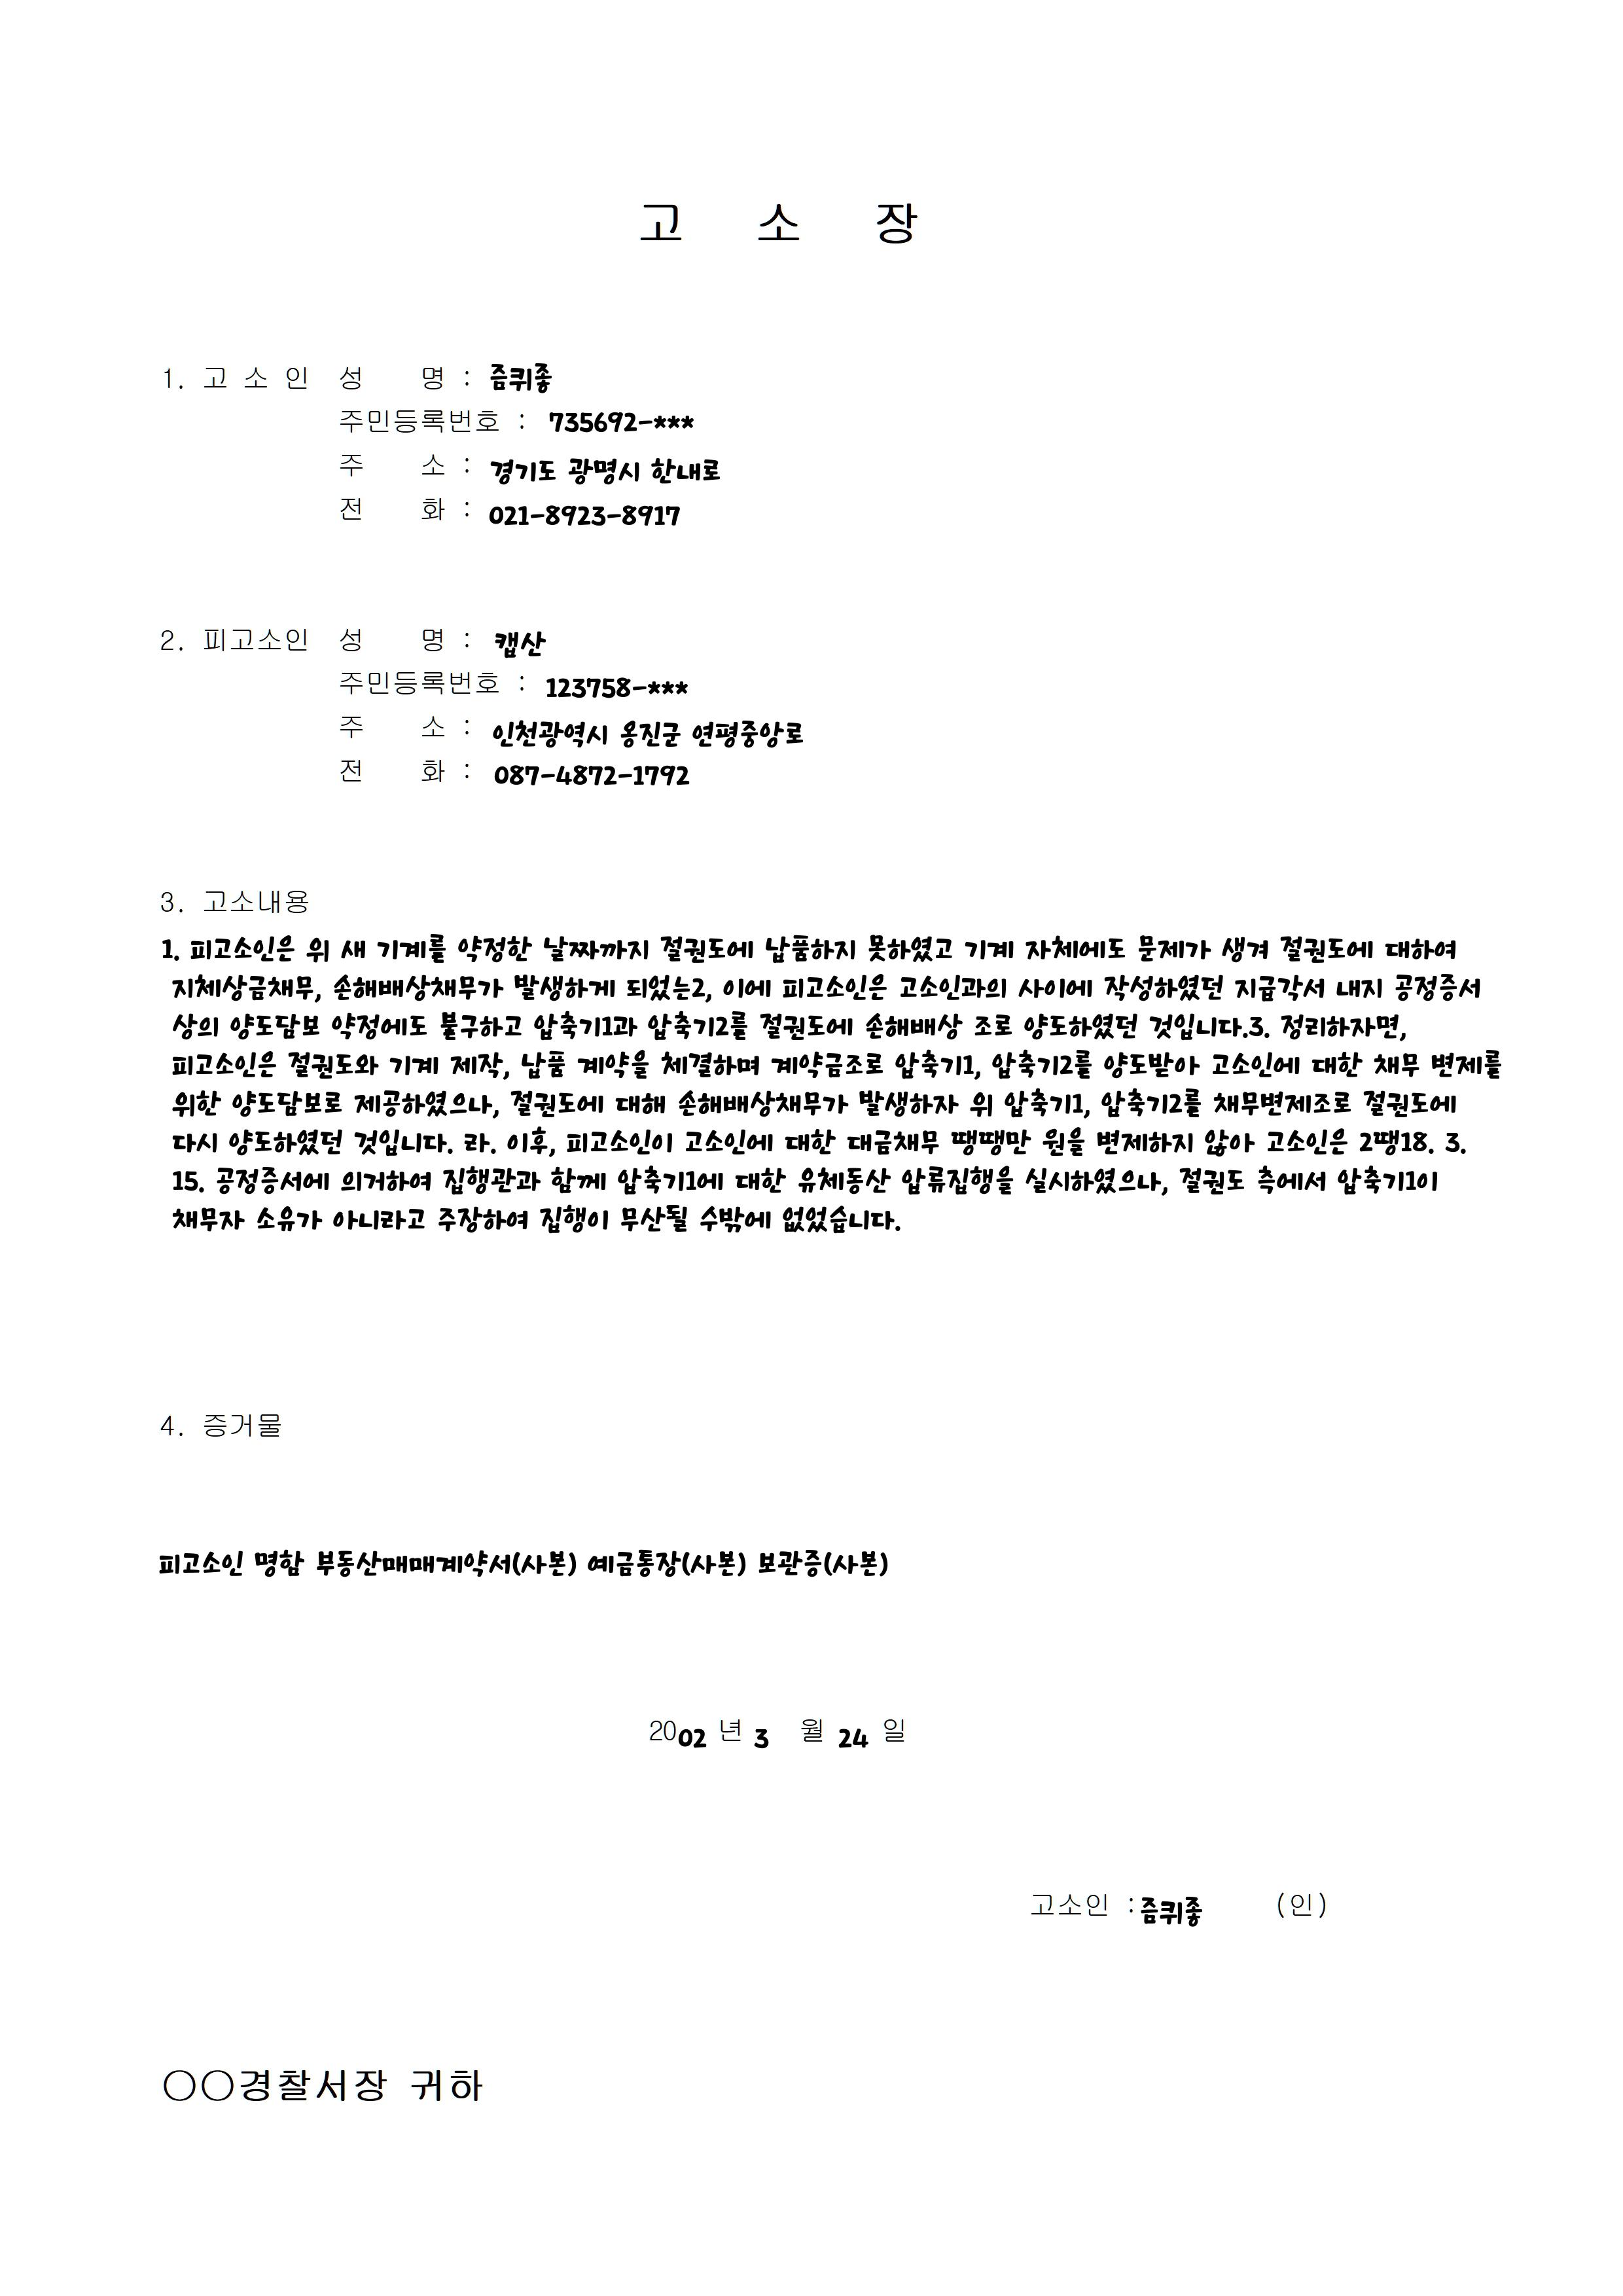 고 소 장
1. 고 소 인 성 명 : 즘퀴좋
주민등록번호 : 735692-***
주 소 : 경기도 광명시 한내로
전 화 : 021-8923-8917
2. 피고소인 성 명 : 캡산
주민등록번호 : 123758-***
주 소 : 인천광역시 옹진군 연평중앙로
전 화 : 087-4872-1792
3. 고소내용
1. 피고소인은 위 새 기계를 약정한 날짜까지 절권도에 납품하지 못하였고 기계 자체에도 문제가 생겨 절권도에 대하여
지체상금채무, 손해배상채무가 발생하게 되었는2, 이에 피고소인은 고소인과의 사이에 작성하였던 지급각서 내지 공정증서
상의 양도담보 약정에도 불구하고 압축기1과 압축기2를 절권도에 손해배상 조로 양도하였던 것입니다.3. 정리하자면,
피고소인은 절권도와 기계 제작, 납품 계약을 체결하며 계약금조로 압축기1, 압축기2를 양도받아 고소인에 대한 채무 변제를
위한 양도담보로 제공하였으나, 절권도에 대해 손해배상채무가 발생하자 위 압축기1, 압축기2를 채무변제조로 절권도에
다시 양도하였던 것입니다. 라. 이후, 피고소인이 고소인에 대한 대금채무 땡땡만 원을 변제하지 않아 고소인은 2땡18. 3.
15. 공정증서에 의거하여 집행관과 함께 압축기1에 대한 유체동산 압류집행을 실시하였으나, 절권도 측에서 압축기1이
채무자 소유가 아니라고 주장하여 집행이 무산될 수밖에 없었습니다.
4. 증거물
피고소인 명함 부동산매매계약서(사본) 예금통장(사본) 보관증(사본)
2002 년 3 월 24 일
고소인 : 즘퀴좋 (인)
○○경찰서장 귀하